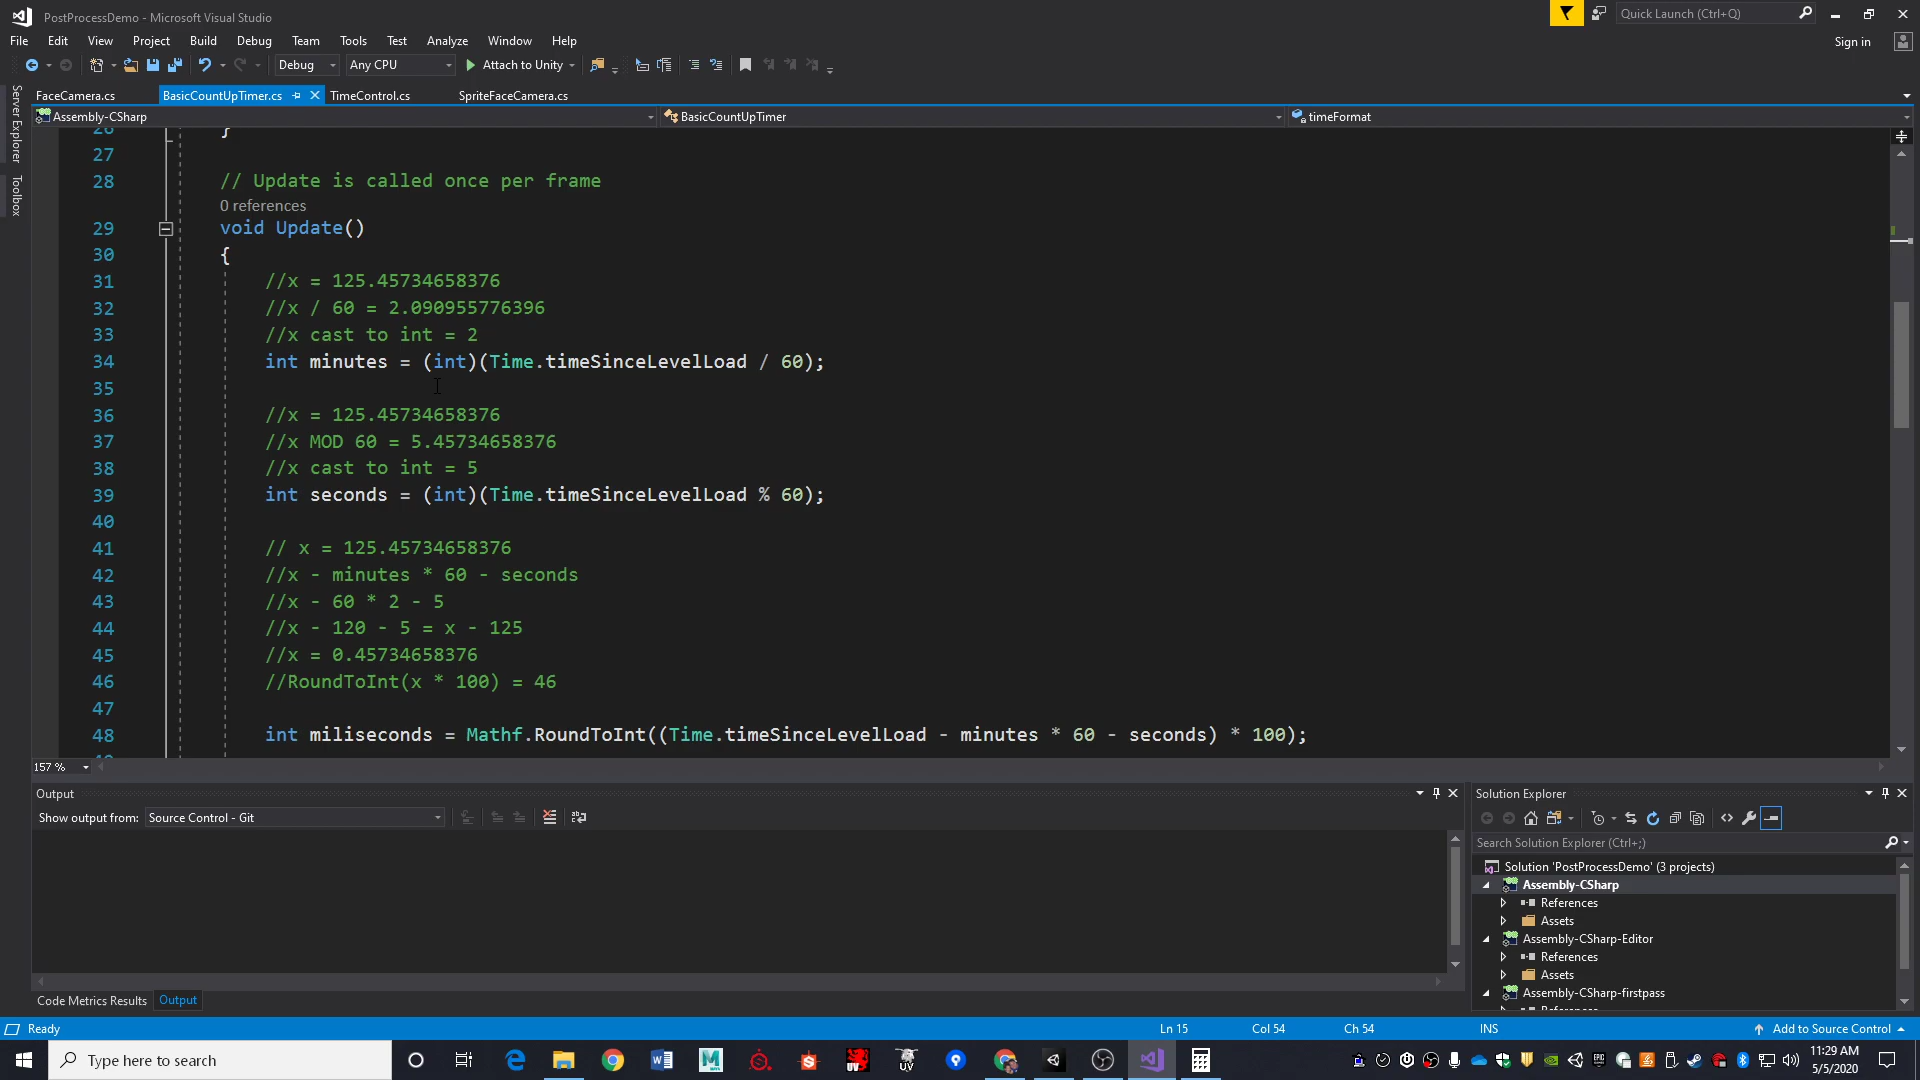 PostProcessDemo - Microsoft Visual Studio
Quick Launch (Ctrl+Q)
File Edit View Project Build Debug Team Tools Test Analyze Window Help
Sign in
Debug Any CPU Attach to Unity
FaceCamera.cs BasicCountUpTimer.cs TimeControl.cs SpriteFaceCamera.cs
Assembly-CSharp BasicCountUpTimer timeFormat
Server Explorer
Toolbox
26 }
27
28 // Update is called once per frame
0 references
29 void Update()
30 {
31 //x = 125.45734658376
32 //x / 60 = 2.090955776396
33 //x cast to int = 2
34 int minutes = (int)(Time.timeSinceLevelLoad / 60);
35
36 //x = 125.45734658376
37 //x MOD 60 = 5.45734658376
38 //x cast to int = 5
39 int seconds = (int)(Time.timeSinceLevelLoad % 60);
40
41 // x = 125.45734658376
42 //x - minutes * 60 - seconds
43 //x - 60 * 2 - 5
44 //x - 120 - 5 = x - 125
45 //x = 0.45734658376
46 //RoundToInt(x * 100) = 46
47
48 int miliseconds = Mathf.RoundToInt((Time.timeSinceLevelLoad - minutes * 60 - seconds) * 100);
157 %
Output
Show output from: Source Control - Git
Code Metrics Results Output
Solution Explorer
Search Solution Explorer (Ctrl+;)
Solution 'PostProcessDemo' (3 projects)
Assembly-CSharp
References
Assets
Assembly-CSharp-Editor
References
Assets
Assembly-CSharp-firstpass
Ready Ln 15 Col 54 Ch 54 INS Add to Source Control
Type here to search
11:29 AM
5/5/2020